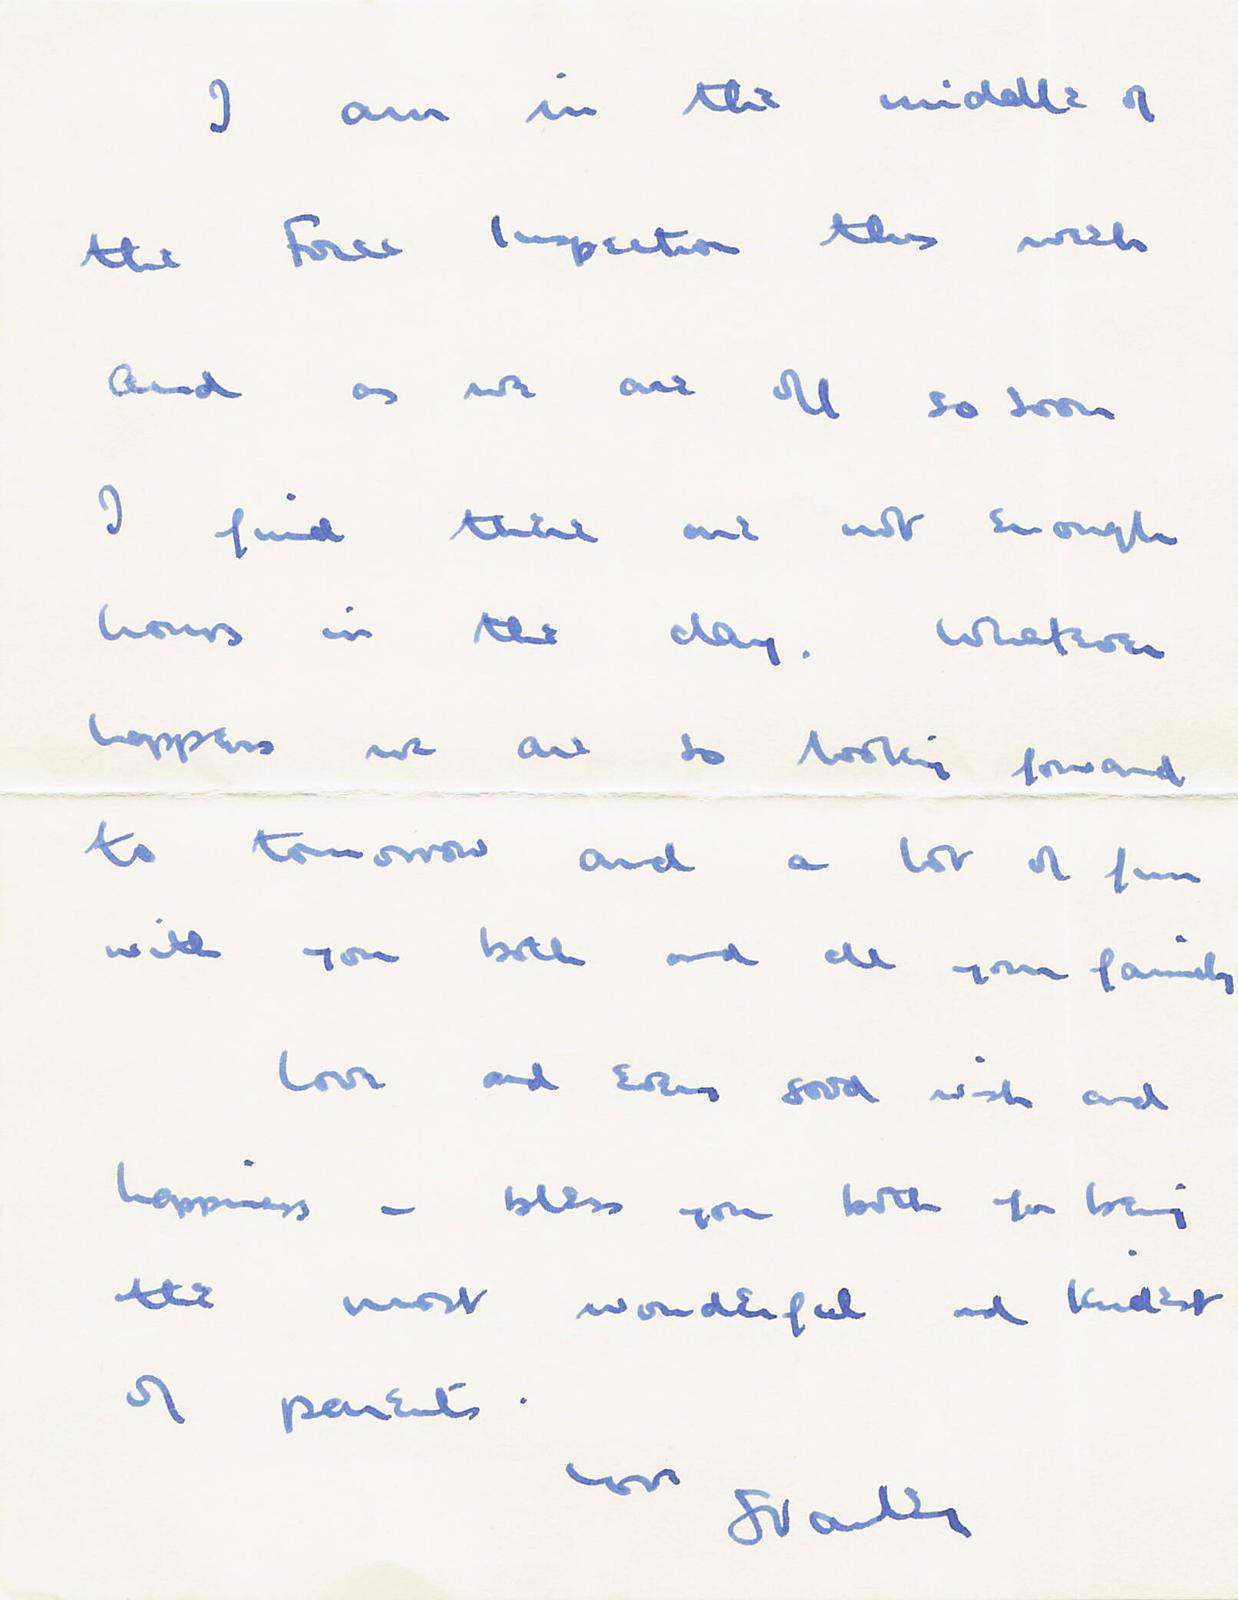 I am in the middle of
the Force Inspection this week
and as we are off so soon
I find there are not enough
hours in the day. Whatever
happens we are so looking forward
to tomorrow and a lot of fun
with you both and all your family
Love and every good wish and
happiness – bless you both for being
the most wonderful and kindest
of parents.
Love Stanley